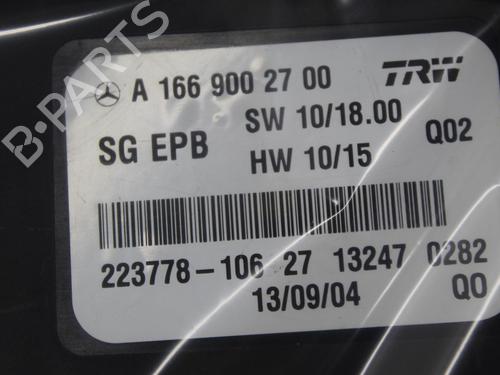 B-PARTS
A 166 900 27 00 TRW
SG EPB SW 10/18.00 Q02
HW 10/15
223778-106 27 13247 0282
13/09/04 Q0